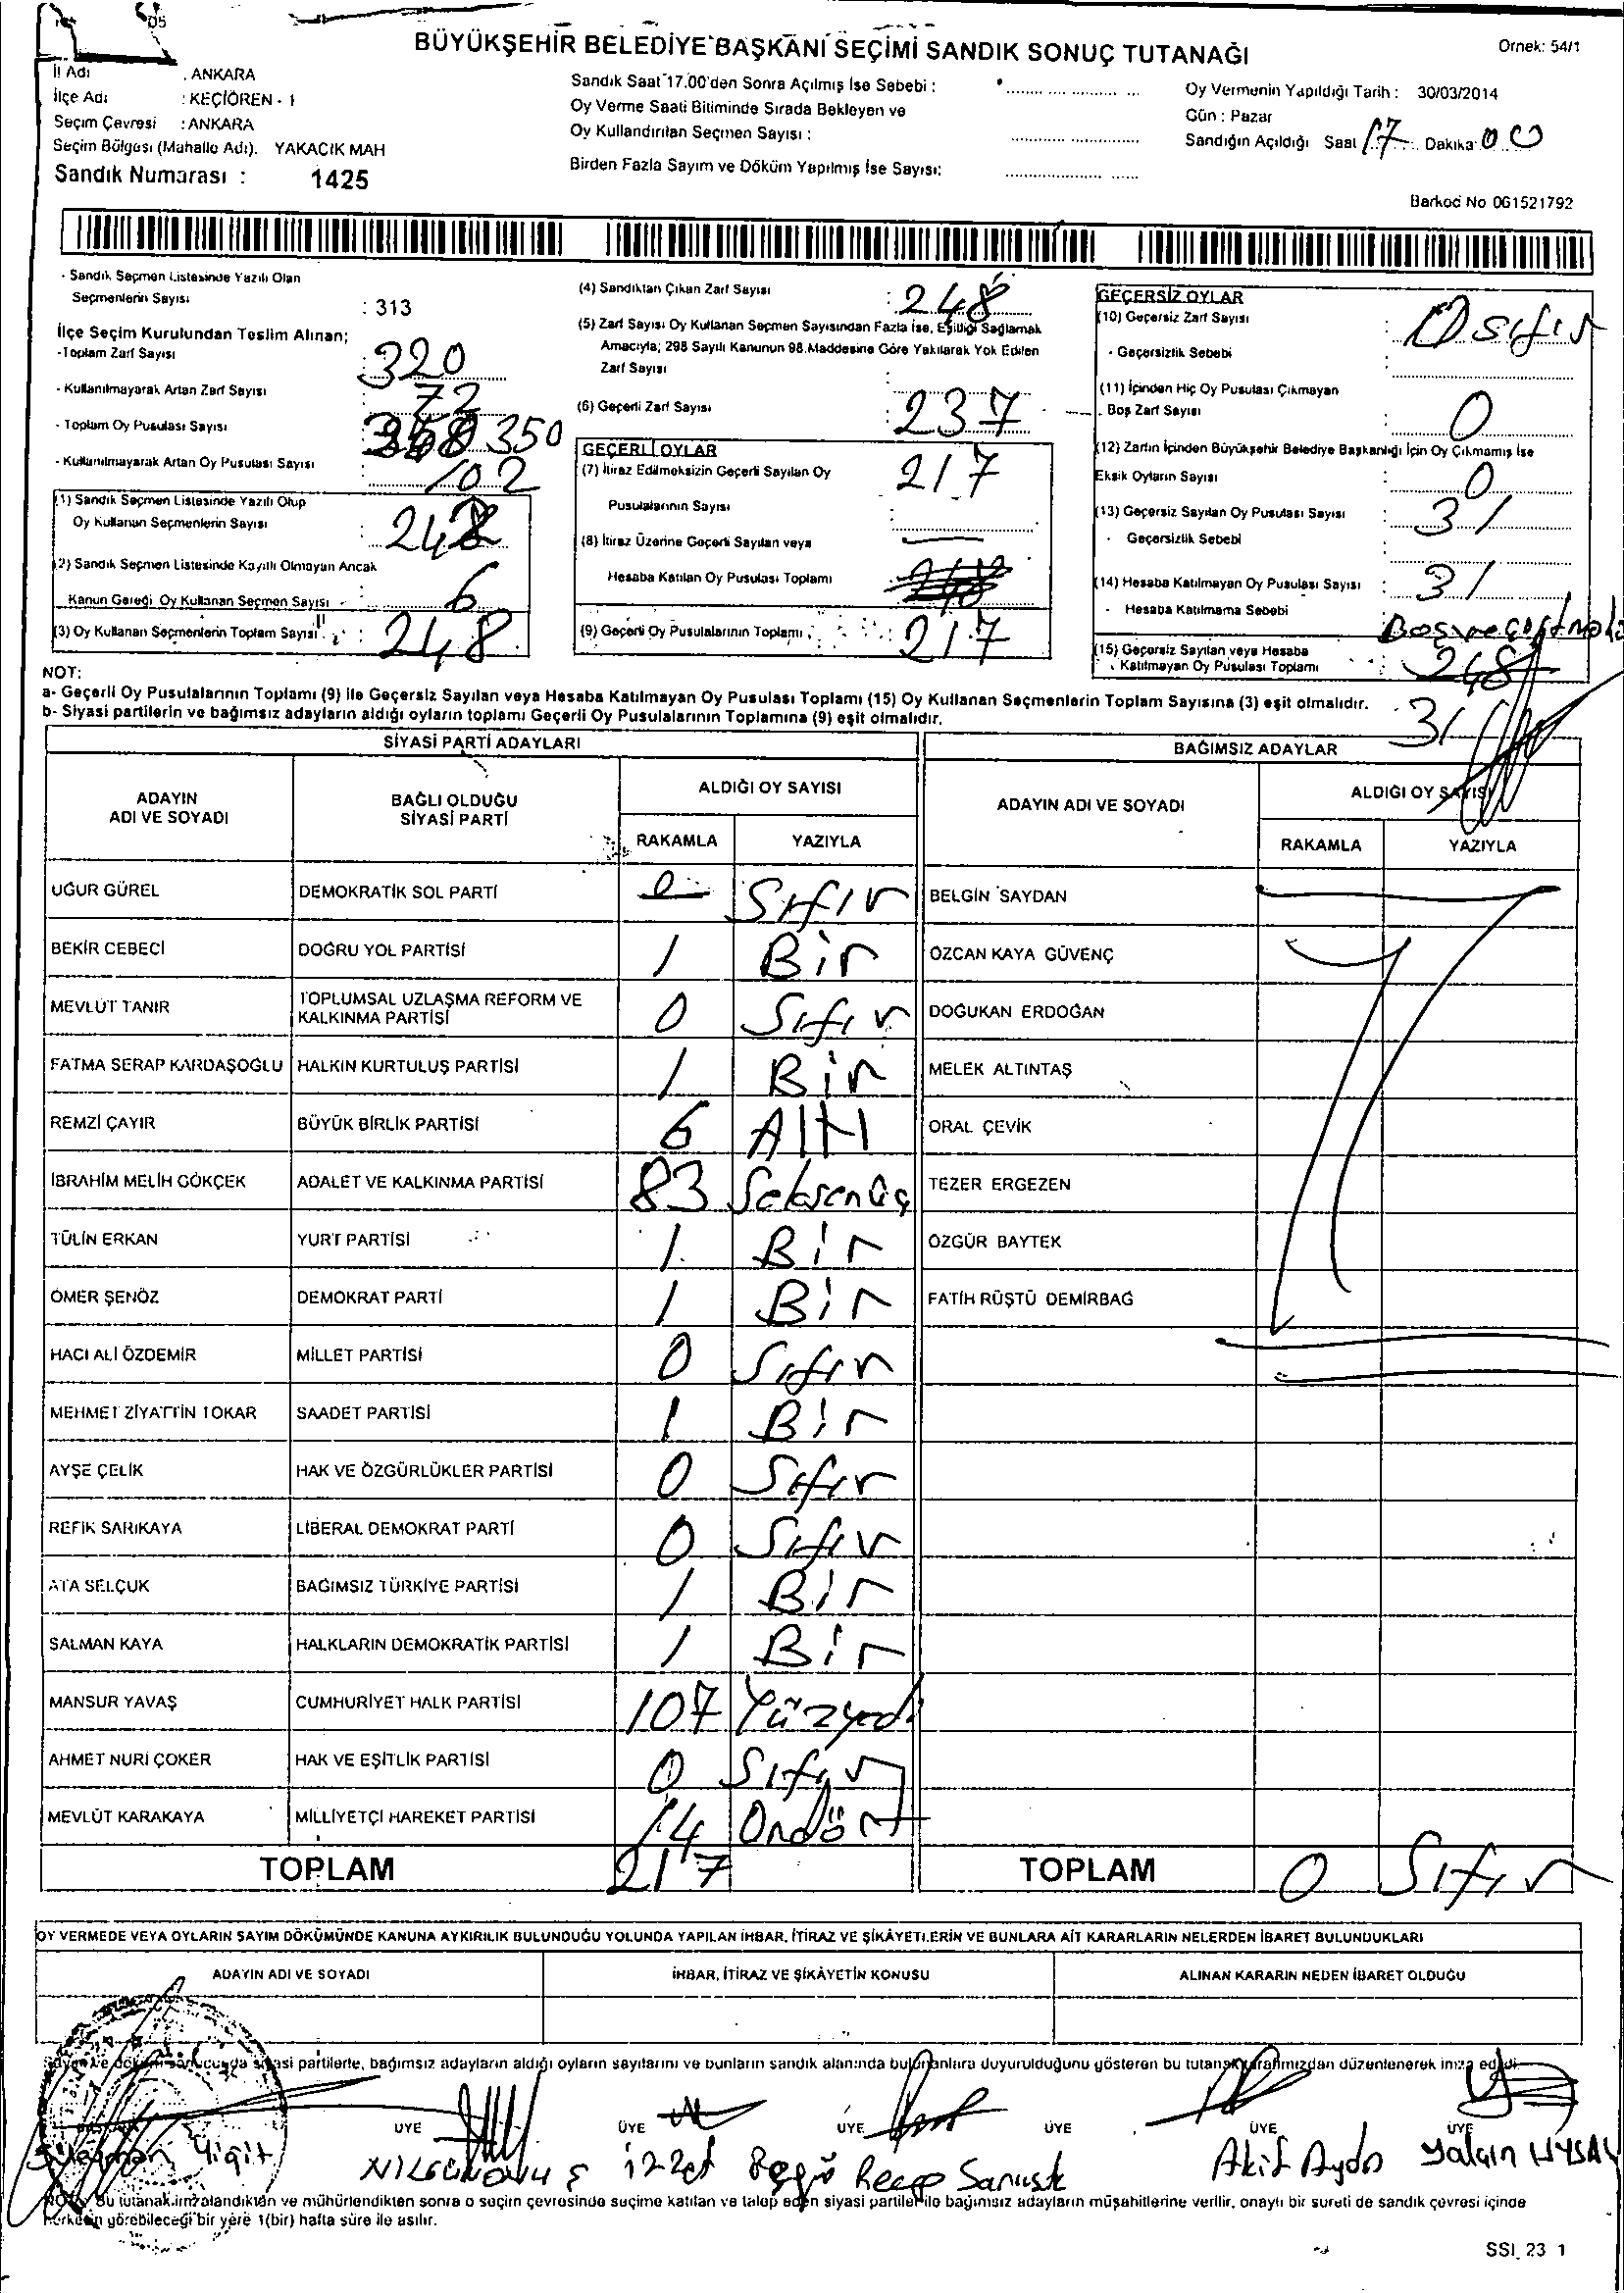 BÜYÜKŞEHİR BELEDİYE BAŞKANI SEÇİMİ SANDIK SONUÇ TUTANAĞI
Örnek: 54/1
İl Adı : ANKARA
İlçe Adı : KEÇİÖREN - 1
Seçim Çevresi : ANKARA
Seçim Bölgesi (Mahalle Adı). YAKACIK MAH
Sandık Numarası : 1425
Sandık Saat 17.00'den Sonra Açılmış İse Sebebi :
Oy Verme Saati Bitiminde Sırada Bekleyen ve
Oy Kullandırılan Seçmen Sayısı :
Birden Fazla Sayım ve Döküm Yapılmış İse Sayısı:
Oy Vermenin Yapıldığı Tarih : 30/03/2014
Gün : Pazar
Sandığın Açıldığı Saat 17 Dakika 00
Barkod No 061521792
- Sandık Seçmen Listesinde Yazılı Olan
Seçmenlerin Sayısı : 313
İlçe Seçim Kurulundan Teslim Alınan;
-Toplam Zarf Sayısı : 320
- Kullanılmayarak Artan Zarf Sayısı : 72
- Toplam Oy Pusulası Sayısı 350
- Kullanılmayarak Artan Oy Pusulası Sayısı : 102
(1) Sandık Seçmen Listesinde Yazılı Olup
Oy Kullanan Seçmenlerin Sayısı : 242
(2) Sandık Seçmen Listesinde Kayıtlı Olmayan Ancak
Kanun Gereği Oy Kullanan Seçmen Sayısı : 6
(3) Oy Kullanan Seçmenlerin Toplam Sayısı : 248
(4) Sandıktan Çıkan Zarf Sayısı : 248
(5) Zarf Sayısı Oy Kullanan Seçmen Sayısından Fazla İse, Eşitliği Sağlamak
Amacıyla; 298 Sayılı Kanunun 98.Maddesine Göre Yakılarak Yok Edilen
Zarf Sayısı :
(6) Geçerli Zarf Sayısı : 237
GEÇERLİ OYLAR
(7) İtiraz Edilmeksizin Geçerli Sayılan Oy 217
Pusulalarının Sayısı :
(8) İtiraz Üzerine Geçerli Sayılan veya
Hesaba Katılan Oy Pusulası Toplamı
(9) Geçerli Oy Pusulalarının Toplamı : 217
GEÇERSİZ OYLAR
(10) Geçersiz Zarf Sayısı : 0 sıfır
- Geçersizlik Sebebi :
(11) İçinden Hiç Oy Pusulası Çıkmayan
. Boş Zarf Sayısı : 0
(12) Zarfın İçinden Büyükşehir Belediye Başkanlığı İçin Oy Çıkmamış İse
Eksik Oyların Sayısı : 0
(13) Geçersiz Sayılan Oy Pusulası Sayısı : 31
- Geçersizlik Sebebi :
(14) Hesaba Katılmayan Oy Pusulası Sayısı : 31
- Hesaba Katılmama Sebebi : Boş ve
(15) Geçersiz Sayılan veya Hesaba
Katılmayan Oy Pusulası Toplamı : 248
31
NOT:
a- Geçerli Oy Pusulalarının Toplamı (9) ile Geçersiz Sayılan veya Hesaba Katılmayan Oy Pusulası Toplamı (15) Oy Kullanan Seçmenlerin Toplam Sayısına (3) eşit olmalıdır.
b- Siyasi partilerin ve bağımsız adayların aldığı oyların toplamı Geçerli Oy Pusulalarının Toplamına (9) eşit olmalıdır.
SİYASİ PARTİ ADAYLARI
BAĞIMSIZ ADAYLAR
ADAYIN ADI VE SOYADI
BAĞLI OLDUĞU SİYASİ PARTİ
ALDIĞI OY SAYISI
ADAYIN ADI VE SOYADI
ALDIĞI OY SAYISI
RAKAMLA YAZIYLA
RAKAMLA YAZIYLA
UĞUR GÜREL DEMOKRATİK SOL PARTİ 0 Sıfır BELGİN SAYDAN
BEKİR CEBECİ DOĞRU YOL PARTİSİ 1 Bir ÖZCAN KAYA GÜVENÇ
MEVLÜT TANIR TOPLUMSAL UZLAŞMA REFORM VE KALKINMA PARTİSİ 0 Sıfır DOĞUKAN ERDOĞAN
FATMA SERAP KARDAŞOĞLU HALKIN KURTULUŞ PARTİSİ 1 Bir MELEK ALTINTAŞ
REMZİ ÇAYIR BÜYÜK BİRLİK PARTİSİ 6 Altı ORAL ÇEVİK
İBRAHİM MELİH GÖKÇEK ADALET VE KALKINMA PARTİSİ 83 Seksenüç TEZER ERGEZEN
TÜLİN ERKAN YURT PARTİSİ 1 Bir ÖZGÜR BAYTEK
ÖMER ŞENÖZ DEMOKRAT PARTİ 1 Bir FATİH RÜŞTÜ DEMİRBAĞ
HACI ALİ ÖZDEMİR MİLLET PARTİSİ 0 Sıfır
MEHMET ZİYATTİN TOKAR SAADET PARTİSİ 1 Bir
AYŞE ÇELİK HAK VE ÖZGÜRLÜKLER PARTİSİ 0 Sıfır
REFİK SARIKAYA LİBERAL DEMOKRAT PARTİ 0 Sıfır
ATA SELÇUK BAĞIMSIZ TÜRKİYE PARTİSİ 1 Bir
SALMAN KAYA HALKLARIN DEMOKRATİK PARTİSİ 1 Bir
MANSUR YAVAŞ CUMHURİYET HALK PARTİSİ 107 Yüzyedi
AHMET NURİ ÇÖKER HAK VE EŞİTLİK PARTİSİ 0 Sıfır
MEVLÜT KARAKAYA MİLLİYETÇİ HAREKET PARTİSİ 14 Ondört
TOPLAM 217 TOPLAM 0 Sıfır
OY VERMEDE VEYA OYLARIN SAYIM DÖKÜMÜNDE KANUNA AYKIRILIK BULUNDUĞU YOLUNDA YAPILAN İHBAR, İTİRAZ VE ŞİKÂYETLERİN VE BUNLARA AİT KARARLARIN NELERDEN İBARET BULUNDUKLARI
ADAYIN ADI VE SOYADI İHBAR, İTİRAZ VE ŞİKÂYETİN KONUSU ALINAN KARARIN NEDEN İBARET OLDUĞU
siyasi partilerle, bağımsız adayların aldığı oyların sayılarını ve bunların sandık alanında bulunanlara duyurulduğunu gösteren bu tutanak tarafımızdan düzenlenerek imza edildi.
ÜYE ÜYE ÜYE ÜYE ÜYE ÜYE
Süleyman Yiğit İzzet Recep Akif Aydın Yalçın UYSAL
NOT: Bu tutanak imzalandıktan ve mühürlendikten sonra o seçim çevresinde seçime katılan ve talep eden siyasi partiler ile bağımsız adayların müşahitlerine verilir, onaylı bir sureti de sandık çevresi içinde
herkesin görebileceği bir yere 1(bir) hafta süre ile asılır.
SSI_23 1